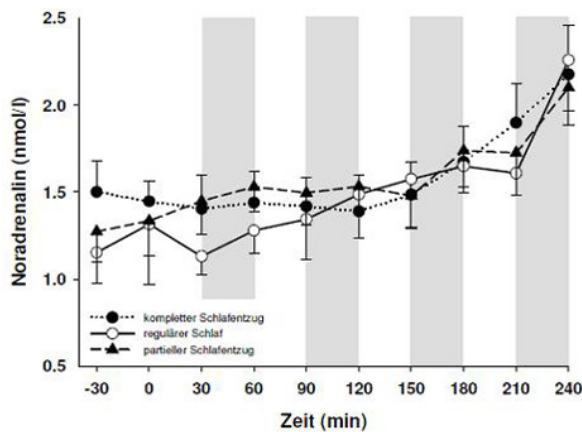 2.5
2.0
1.5
1.0
0.5
Noradrenalin (nmol/l)
kompletter Schlafentzug
regulärer Schlaf
partieller Schlafentzug
-30 0 30 60 90 120 150 180 210 240
Zeit (min)